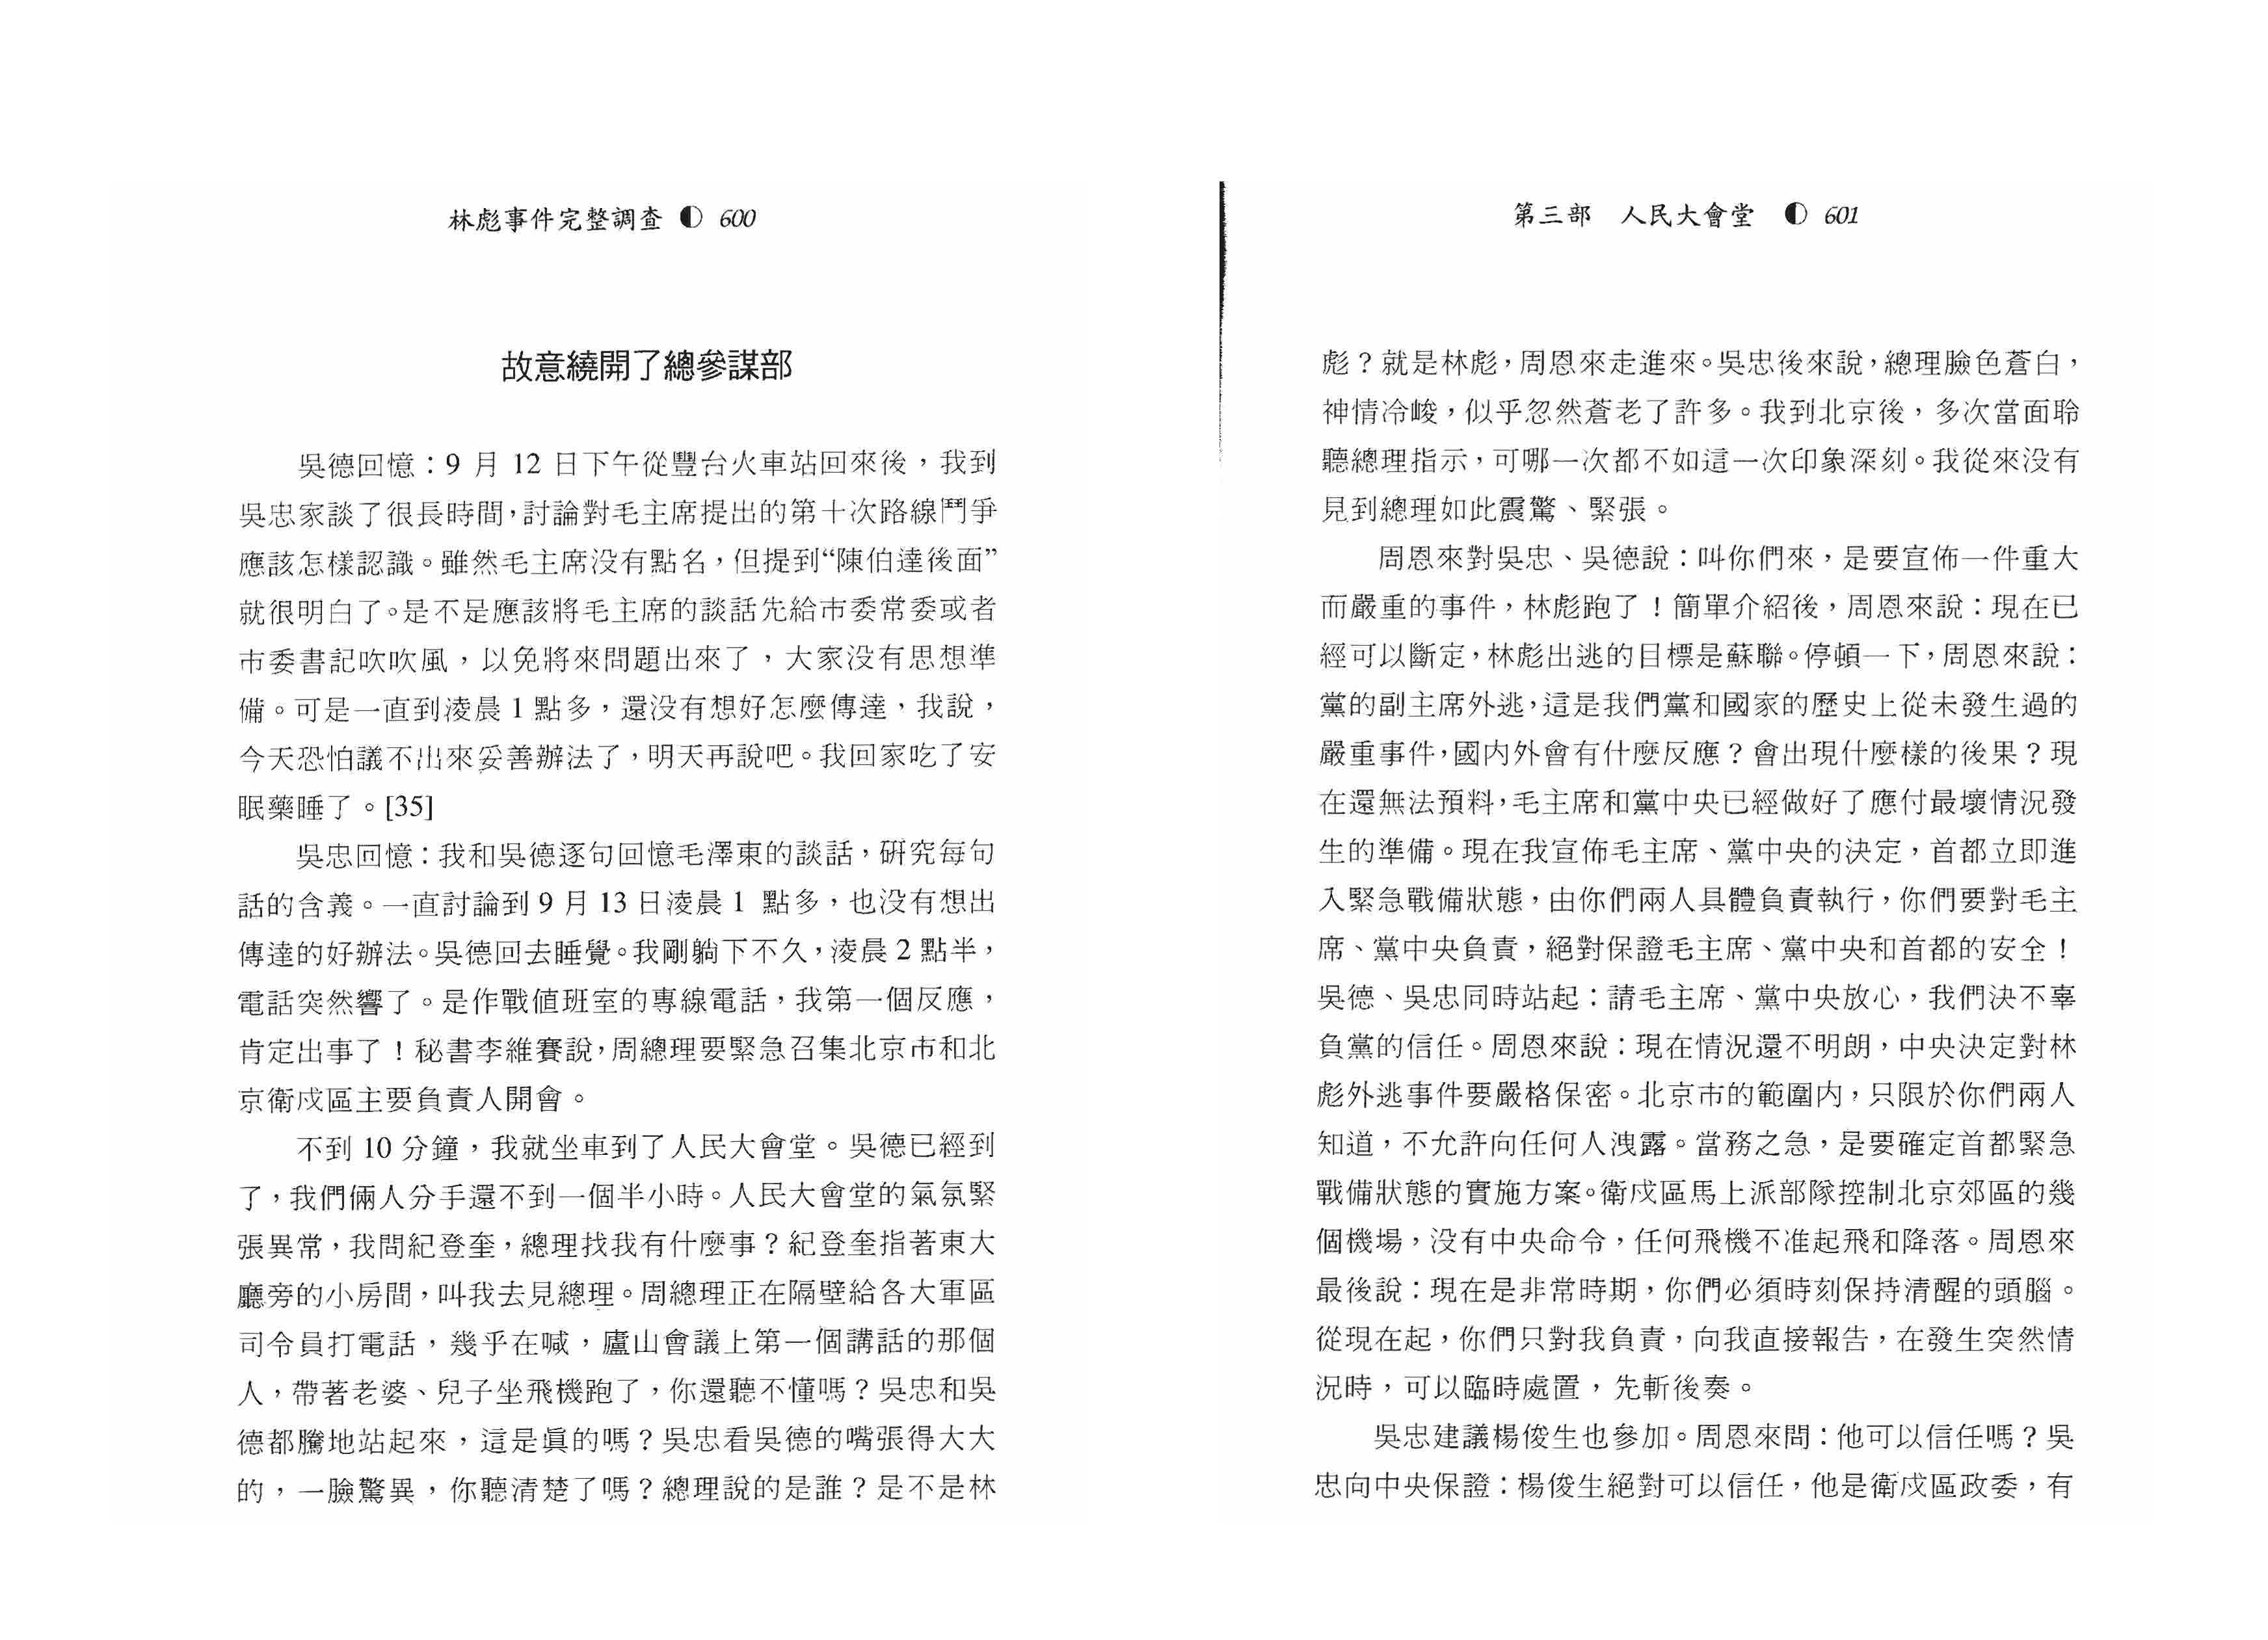 林彪事件完整調查 ◐ 600
故意繞開了總參謀部
吳德回憶：9 月 12 日下午從豐台火車站回來後，我到
吳忠家談了很長時間，討論對毛主席提出的第十次路線鬥爭
應該怎樣認識。雖然毛主席没有點名，但提到“陳伯達後面”
就很明白了。是不是應該將毛主席的談話先給市委常委或者
市委書記吹吹風，以免將來問題出來了，大家没有思想準
備。可是一直到凌晨 1 點多，還没有想好怎麼傳達，我說，
今天恐怕議不出來妥善辦法了，明天再說吧。我回家吃了安
眠藥睡了。[35]
吳忠回憶：我和吳德逐句回憶毛澤東的談話，研究每句
話的含義。一直討論到 9 月 13 日淩晨 1 點多，也没有想出
傳達的好辦法。吳德回去睡覺。我剛躺下不久，淩晨 2 點半，
電話突然響了。是作戰值班室的專線電話，我第一個反應，
肯定出事了！秘書李維賽說，周總理要緊急召集北京市和北
京衛戍區主要負責人開會。
不到 10 分鐘，我就坐車到了人民大會堂。吳德已經到
了，我們倆人分手還不到一個半小時。人民大會堂的氣氛緊
張異常，我問紀登奎，總理找我有什麼事？紀登奎指著東大
廳旁的小房間，叫我去見總理。周總理正在隔壁給各大軍區
司令員打電話，幾乎在喊，廬山會議上第一個講話的那個
人，帶著老婆、兒子坐飛機跑了，你還聽不懂嗎？吳忠和吳
德都騰地站起來，這是眞的嗎？吳忠看吳德的嘴張得大大
的，一臉驚異，你聽清楚了嗎？總理說的是誰？是不是林
第三部　人民大會堂 ◐ 601
彪？就是林彪，周恩來走進來。吳忠後來說，總理臉色蒼白，
神情冷峻，似乎忽然蒼老了許多。我到北京後，多次當面聆
聽總理指示，可哪一次都不如這一次印象深刻。我從來没有
見到總理如此震驚、緊張。
周恩來對吳忠、吳德說：叫你們來，是要宣佈一件重大
而嚴重的事件，林彪跑了！簡單介紹後，周恩來說：現在已
經可以斷定，林彪出逃的目標是蘇聯。停頓一下，周恩來說：
黨的副主席外逃，這是我們黨和國家的歷史上從未發生過的
嚴重事件，國内外會有什麼反應？會出現什麼樣的後果？現
在還無法預料，毛主席和黨中央已經做好了應付最壞情況發
生的準備。現在我宣佈毛主席、黨中央的決定，首都立即進
入緊急戰備狀態，由你們兩人具體負責執行，你們要對毛主
席、黨中央負責，絕對保證毛主席、黨中央和首都的安全！
吳德、吳忠同時站起：請毛主席、黨中央放心，我們決不辜
負黨的信任。周恩來說：現在情況還不明朗，中央決定對林
彪外逃事件要嚴格保密。北京市的範圍内，只限於你們兩人
知道，不允許向任何人洩露。當務之急，是要確定首都緊急
戰備狀態的實施方案。衛戍區馬上派部隊控制北京郊區的幾
個機場，没有中央命令，任何飛機不准起飛和降落。周恩來
最後說：現在是非常時期，你們必須時刻保持清醒的頭腦。
從現在起，你們只對我負責，向我直接報告，在發生突然情
況時，可以臨時處置，先斬後奏。
吳忠建議楊俊生也參加。周恩來問：他可以信任嗎？吳
忠向中央保證：楊俊生絕對可以信任，他是衛戍區政委，有